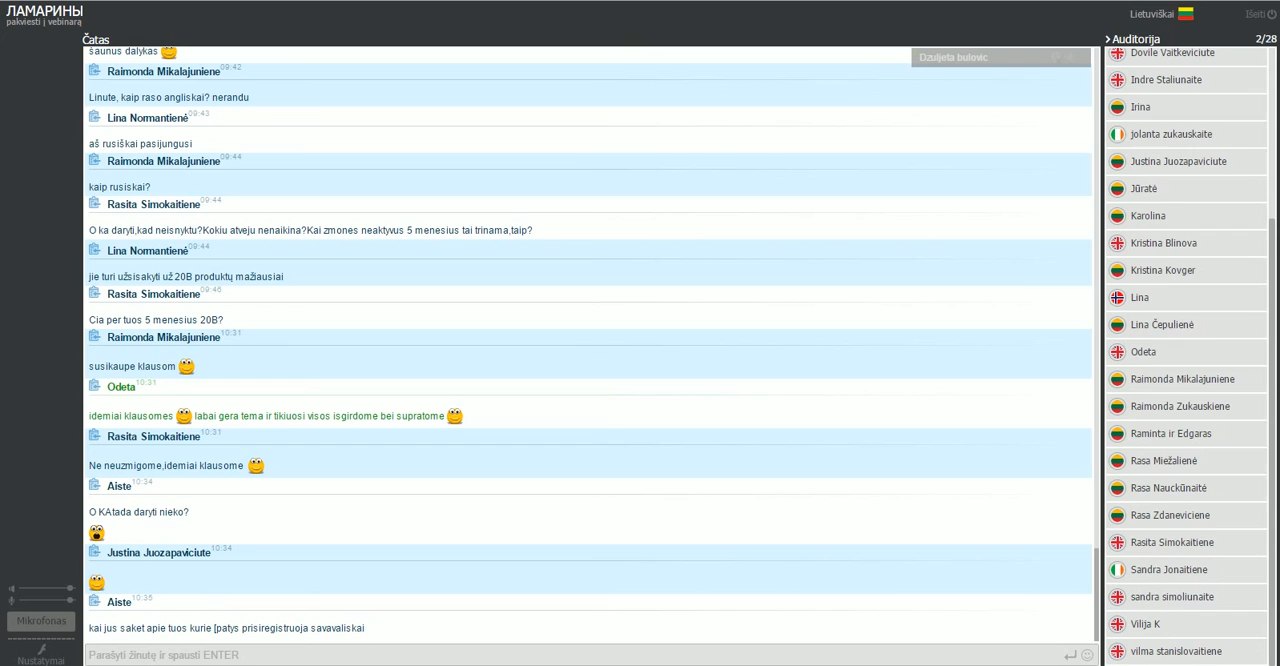 ЛАМАРИНЫ
pakviesti į vebinarą
Lietuviškai
Išeiti
Čatas
Auditorija
2/28
šaunus dalykas
Dzuljeta bulovic
Raimonda Mikalajuniene 09:42
Linute, kaip raso angliskai? nerandu
Lina Normantienė 09:43
aš rusiškai pasijungusi
Raimonda Mikalajuniene 09:44
kaip rusiskai?
Rasita Simokaitiene 09:44
O ka daryti,kad neisnyktu?Kokiu atveju nenaikina?Kai zmones neaktyvus 5 menesius tai trinama,taip?
Lina Normantienė 09:44
jie turi užsisakyti už 20B produktų mažiausiai
Rasita Simokaitiene 09:46
Cia per tuos 5 menesius 20B?
Raimonda Mikalajuniene 10:31
susikaupe klausom
Odeta 10:31
idemiai klausomes labai gera tema ir tikiuosi visos isgirdome bei supratome
Rasita Simokaitiene 10:31
Ne neuzmigome,idemiai klausome
Aiste 10:34
O KAtada daryti nieko?
Justina Juozapaviciute 10:34
Aiste 10:35
kai jus saket apie tuos kurie [patys prisiregistruoja savavaliskai
Parašyti žinutę ir spausti ENTER
Mikrofonas
Nustatymai
Dovile Vaitkeviciute
Indre Staliunaite
Irina
jolanta zukauskaite
Justina Juozapaviciute
Jūratė
Karolina
Kristina Blinova
Kristina Kovger
Lina
Lina Čepulienė
Odeta
Raimonda Mikalajuniene
Raimonda Zukauskiene
Raminta ir Edgaras
Rasa Miežalienė
Rasa Nauckūnaitė
Rasa Zdaneviciene
Rasita Simokaitiene
Sandra Jonaitiene
sandra simoliunaite
Vilija K
vilma stanislovaitiene